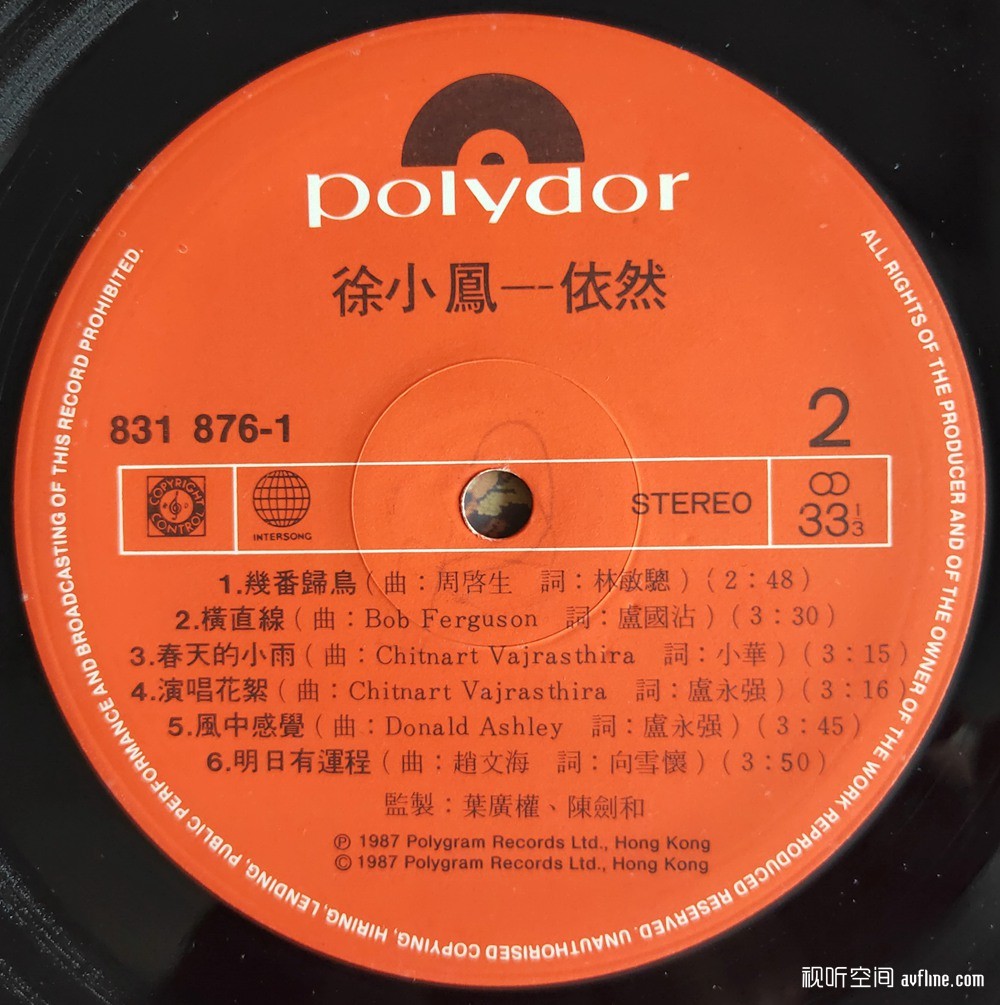 polydor
徐小鳳一--依然
831 876-1
2
COPYRIGHT CONTROL
INTERSONG
STEREO
33 1/3
1.幾番歸鳥(曲:周啓生 詞:林敏驄)(2:48)
2.橫直線(曲:Bob Ferguson 詞:盧國沾)(3:30)
3.春天的小雨(曲:Chitnart Vajrasthira 詞:小華)(3:15)
4.演唱花絮(曲:Chitnart Vajrasthira 詞:盧永强)(3:16)
5.風中感覺(曲:Donald Ashley 詞:盧永强)(3:45)
6.明日有運程(曲:趙文海 詞:向雪懷)(3:50)
監製:葉廣權、陳劍和
Ⓟ 1987 Polygram Records Ltd., Hong Kong
© 1987 Polygram Records Ltd., Hong Kong
ALL RIGHTS OF THE PRODUCER AND OF THE OWNER OF THE WORK REPRODUCED RESERVED. UNAUTHORISED COPYING, HIRING, LENDING, PUBLIC PERFORMANCE AND BROADCASTING OF THIS RECORD PROHIBITED.
视听空间 avfline.com